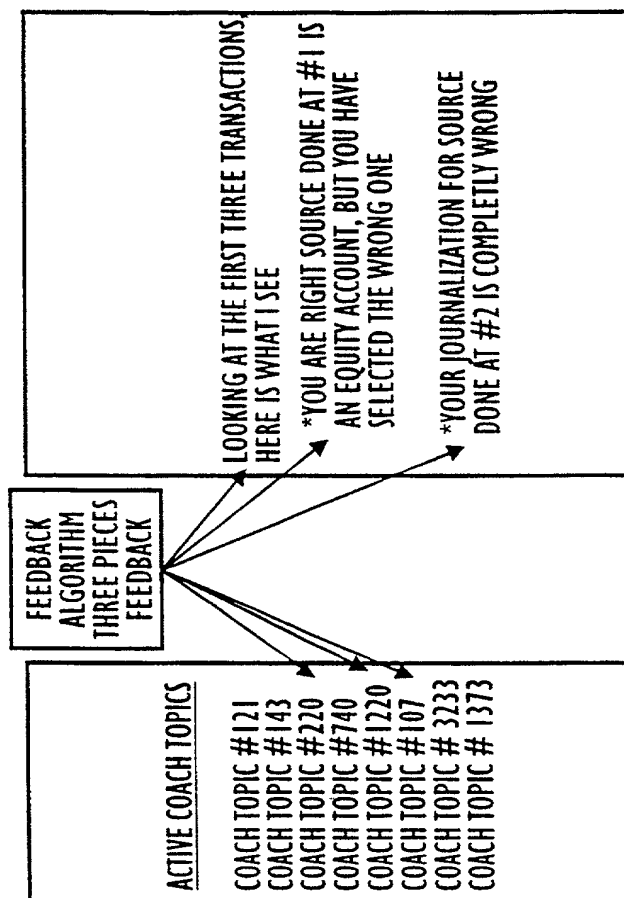 ACTIVE COACH TOPICS
COACH TOPIC #121
COACH TOPIC #143
COACH TOPIC #220
COACH TOPIC #740
COACH TOPIC #1220
COACH TOPIC #107
COACH TOPIC # 3233
COACH TOPIC # 1373
FEEDBACK
ALGORITHM
THREE PIECES
FEEDBACK
LOOKING AT THE FIRST THREE TRANSACTIONS,
HERE IS WHAT I SEE
*YOU ARE RIGHT SOURCE DONE AT #1 IS
AN EQUITY ACCOUNT, BUT YOU HAVE
SELECTED THE WRONG ONE
*YOUR JOURNALIZATION FOR SOURCE
DONE AT #2 IS COMPLETLY WRONG